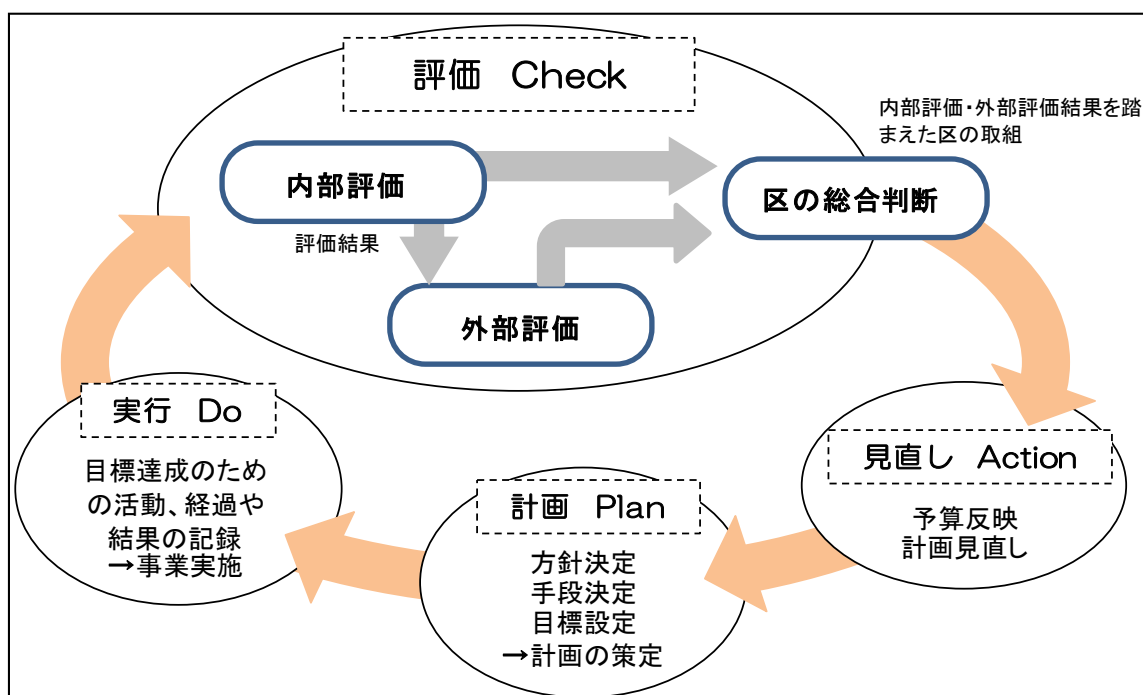 評価 Check
内部評価・外部評価結果を踏
まえた区の取組
内部評価
区の総合判断
評価結果
外部評価
実行 Do
目標達成のため
の活動、経過や
結果の記録
→事業実施
計画 Plan
方針決定
手段決定
目標設定
→計画の策定
見直し Action
予算反映
計画見直し